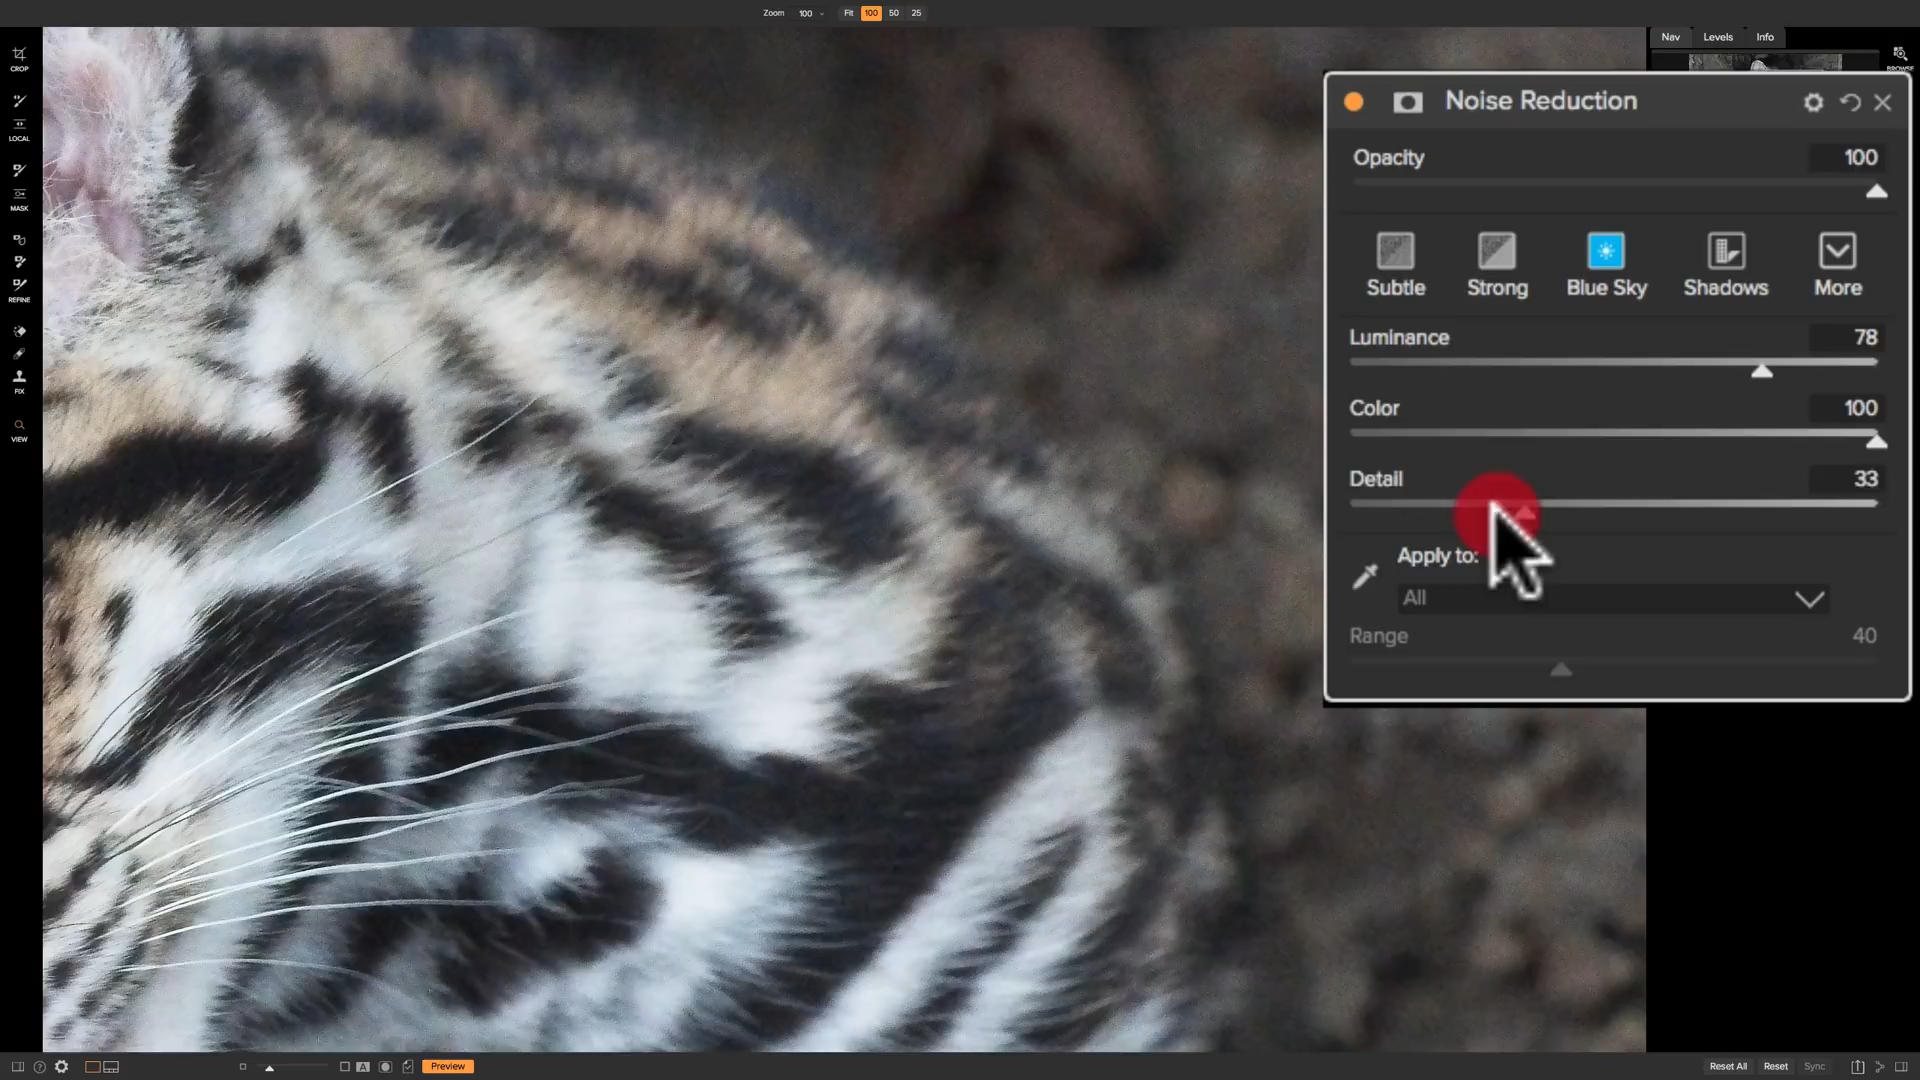 Zoom 100 Fit 100 50 25
Nav Levels Info
BROWSE
CROP
LOCAL
MASK
REFINE
FIX
VIEW
Noise Reduction
Opacity 100
Subtle Strong Blue Sky Shadows More
Luminance 78
Color 100
Detail 33
Apply to:
All
Range 40
? A Preview Reset All Reset Sync